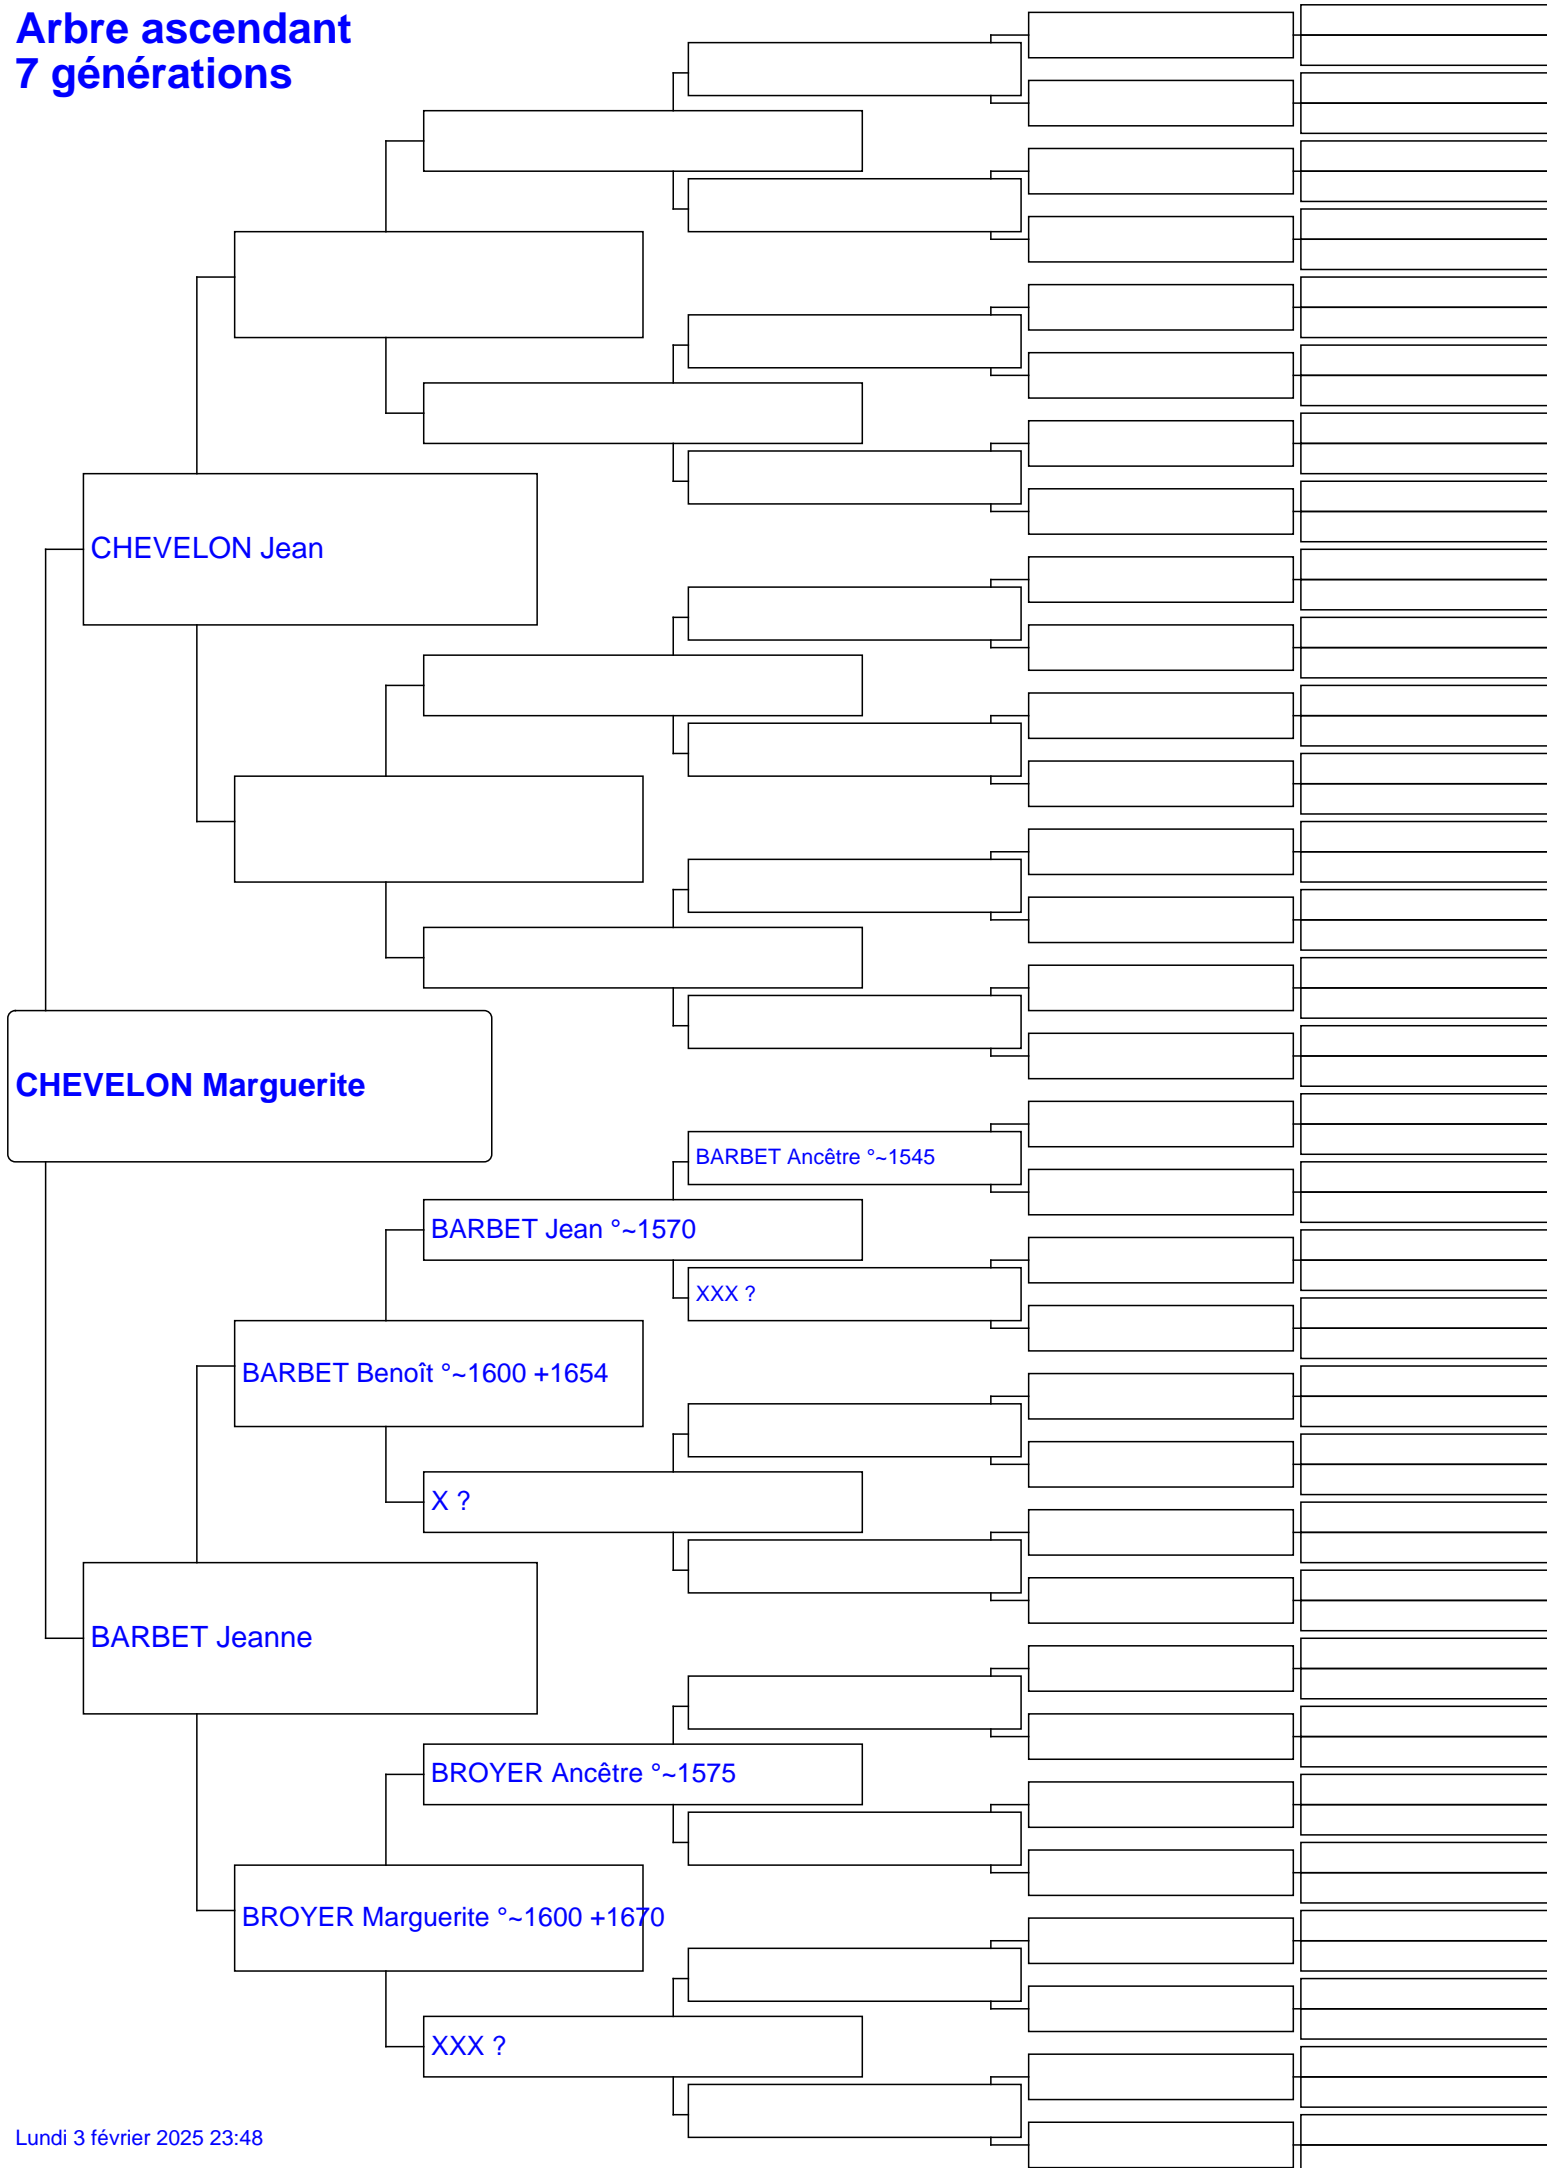 Arbre ascendant
7 générations
CHEVELON Jean
CHEVELON Marguerite
BARBET Ancêtre °~1545
BARBET Jean °~1570
XXX ?
BARBET Benoît °~1600 +1654
X ?
BARBET Jeanne
BROYER Ancêtre °~1575
BROYER Marguerite °~1600 +1670
XXX ?
Lundi 3 février 2025 23:48